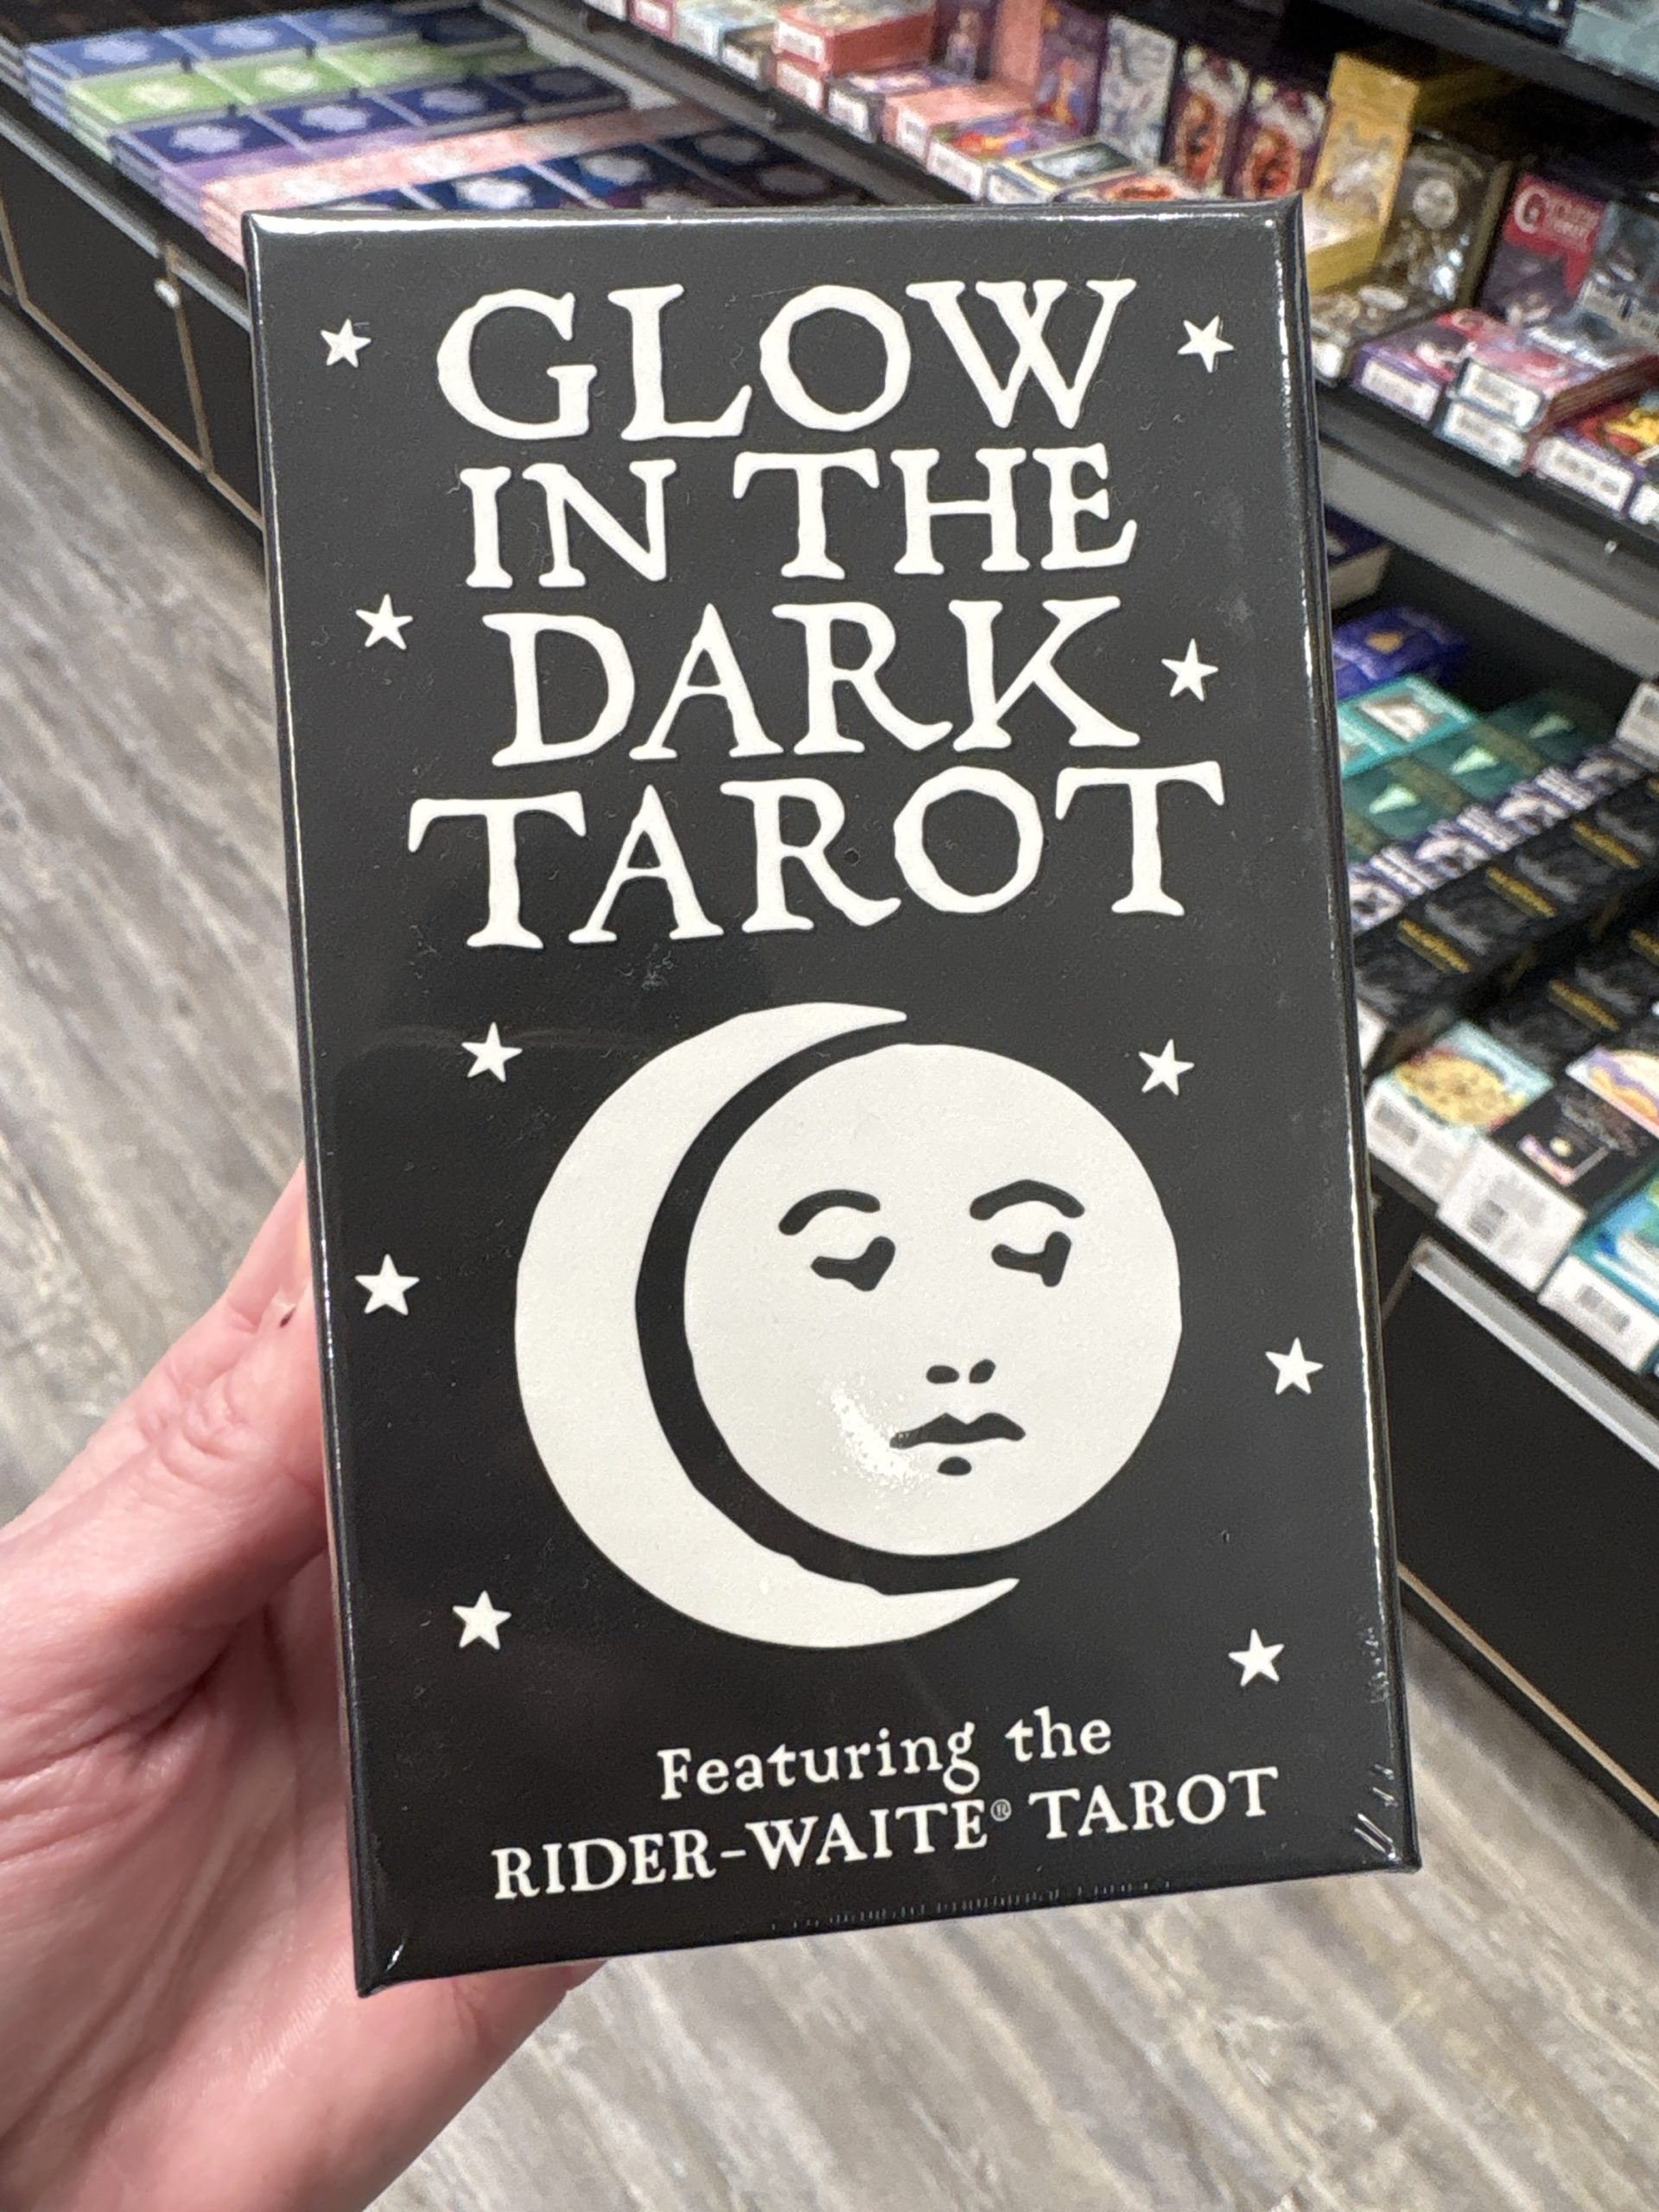 GLOW
IN THE
DARK
TAROT
Featuring the
RIDER-WAITE® TAROT